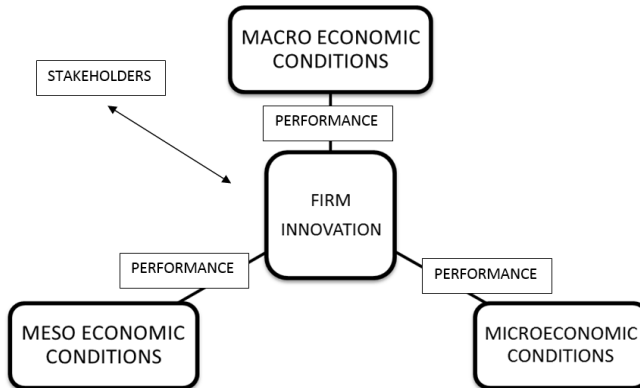 MACRO ECONOMIC
CONDITIONS
STAKEHOLDERS
PERFORMANCE
FIRM
INNOVATION
PERFORMANCE
PERFORMANCE
MESO ECONOMIC
CONDITIONS
MICROECONOMIC
CONDITIONS